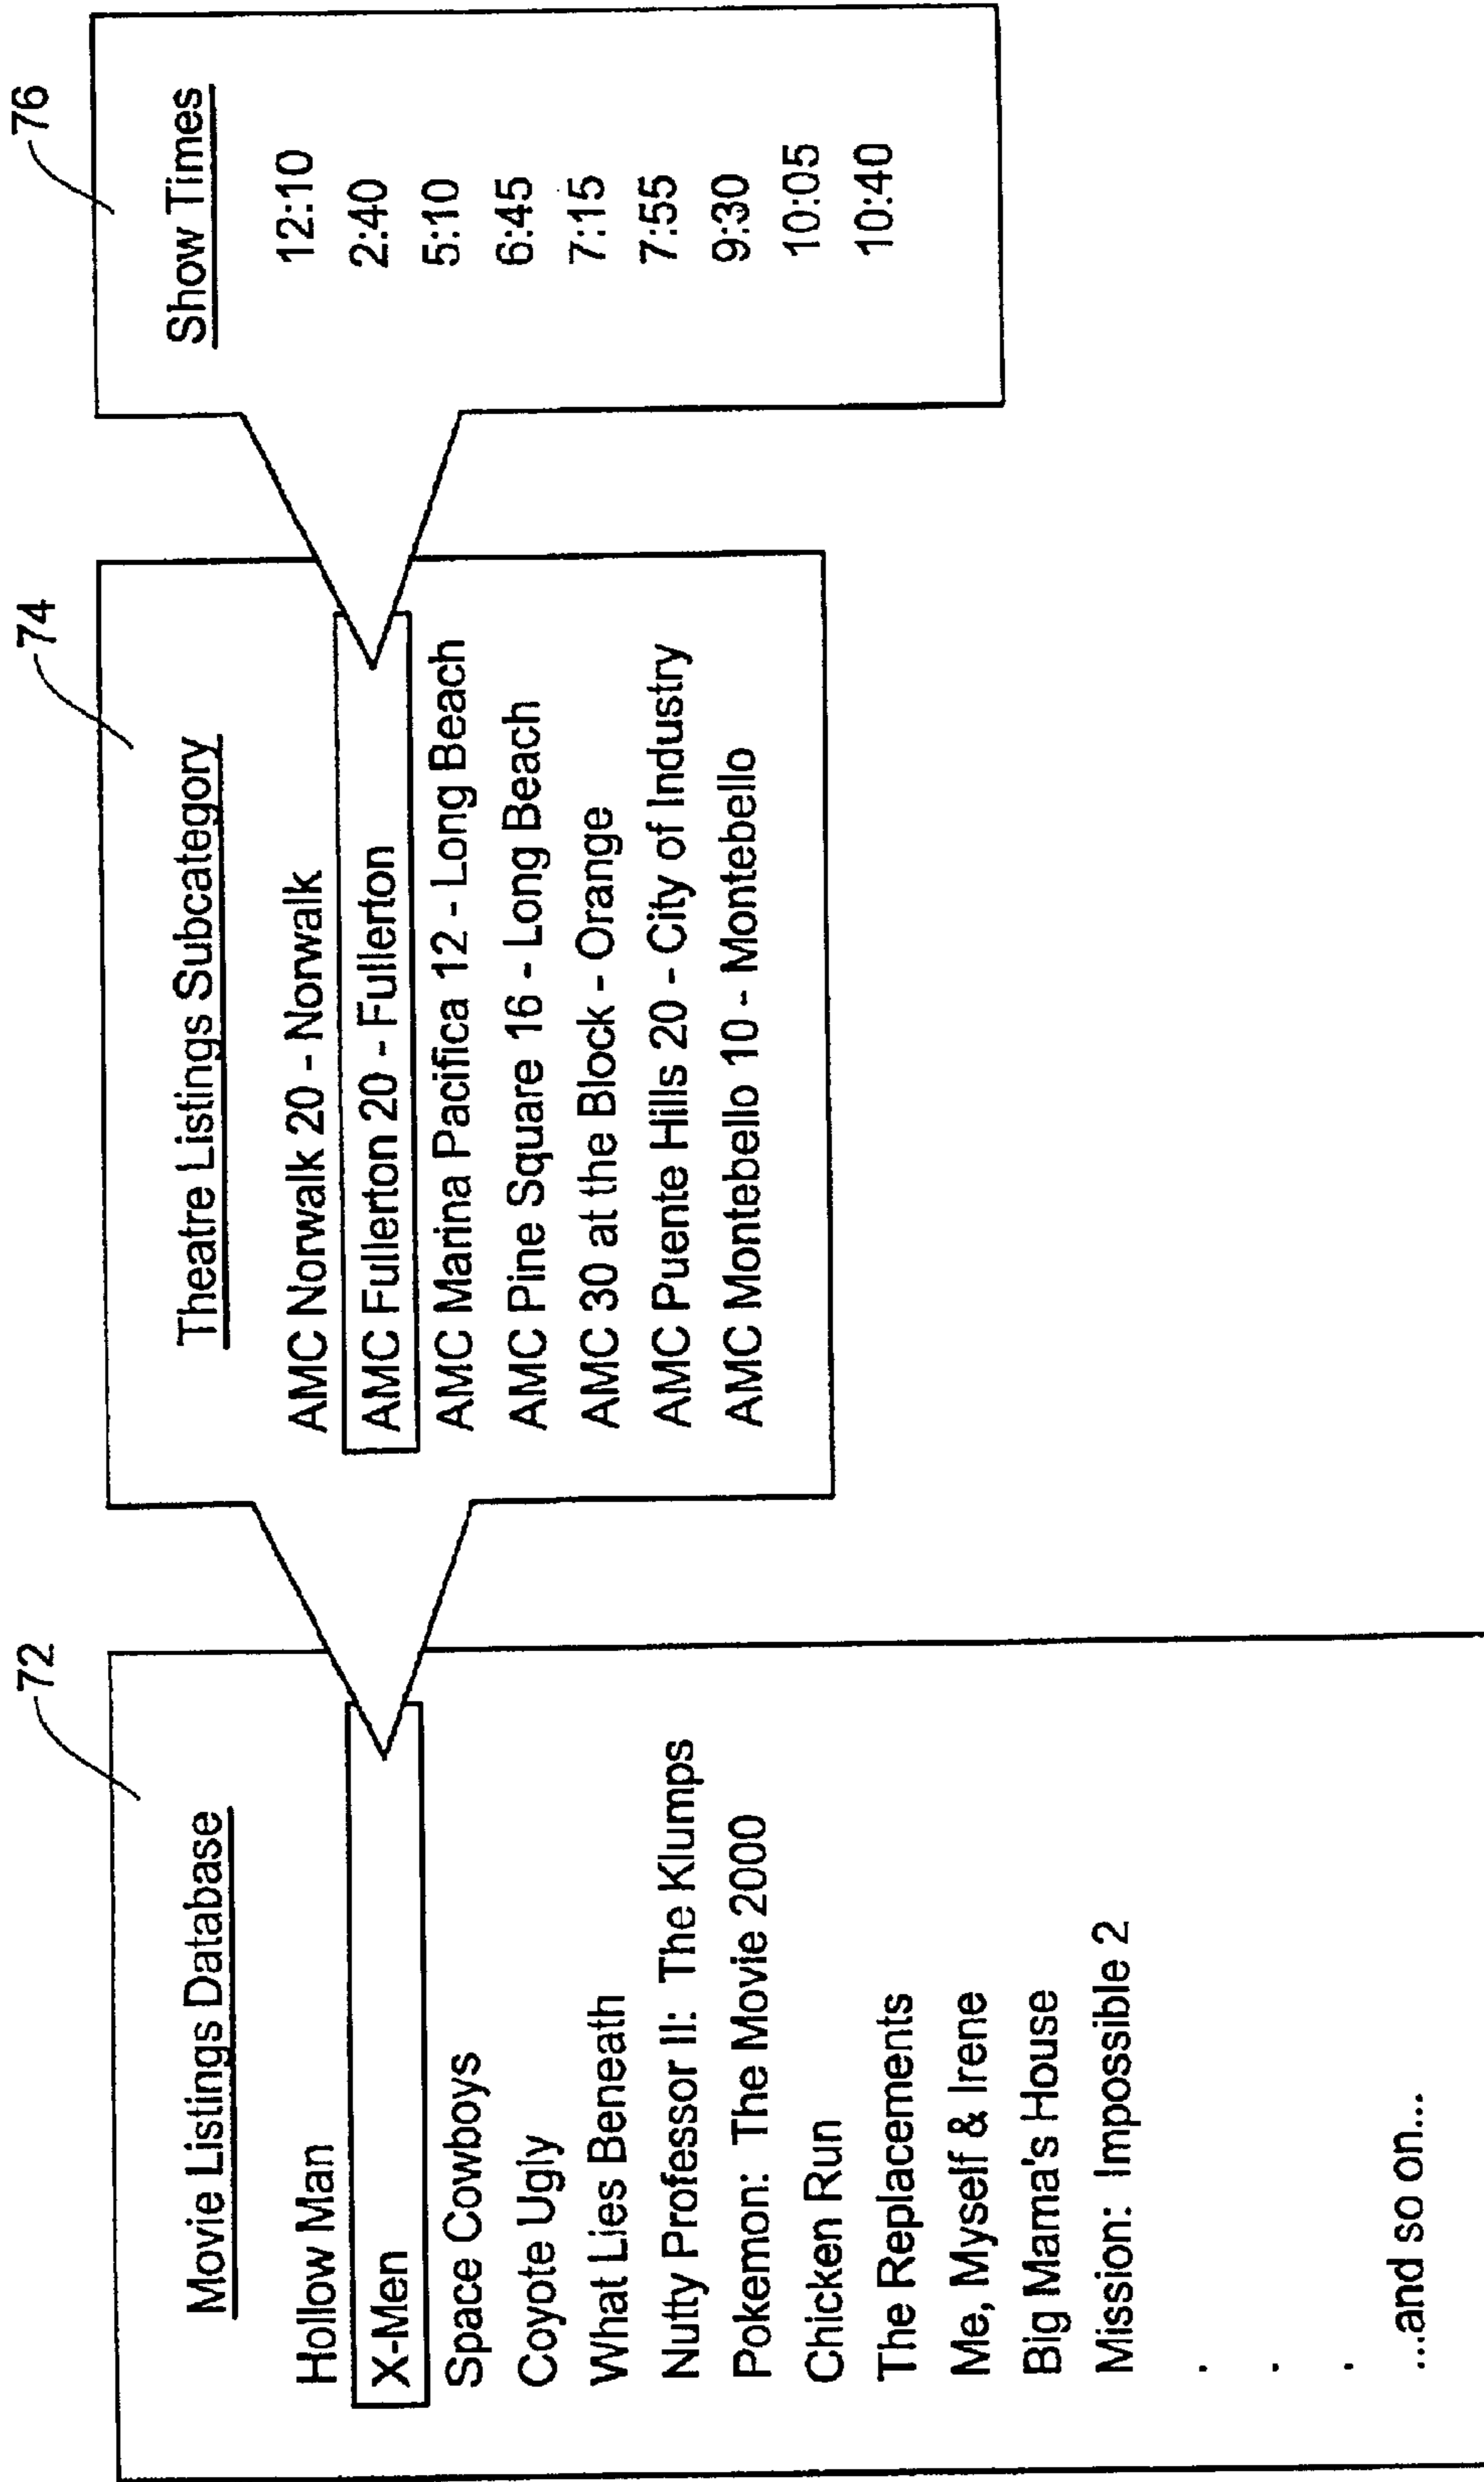 72
Movie Listings Database
Hollow Man
X-Men
Space Cowboys
Coyote Ugly
What Lies Beneath
Nutty Professor II: The Klumps
Pokemon: The Movie 2000
Chicken Run
The Replacements
Me, Myself & Irene
Big Mama's House
Mission: Impossible 2
.
.
.
...and so on...
74
Theatre Listings Subcategory
AMC Norwalk 20 - Norwalk
AMC Fullerton 20 - Fullerton
AMC Marina Pacifica 12 - Long Beach
AMC Pine Square 16 - Long Beach
AMC 30 at the Block - Orange
AMC Puente Hills 20 - City of Industry
AMC Montebello 10 - Montebello
76
Show Times
12:10
2:40
5:10
6:45
7:15
7:55
9:30
10:05
10:40